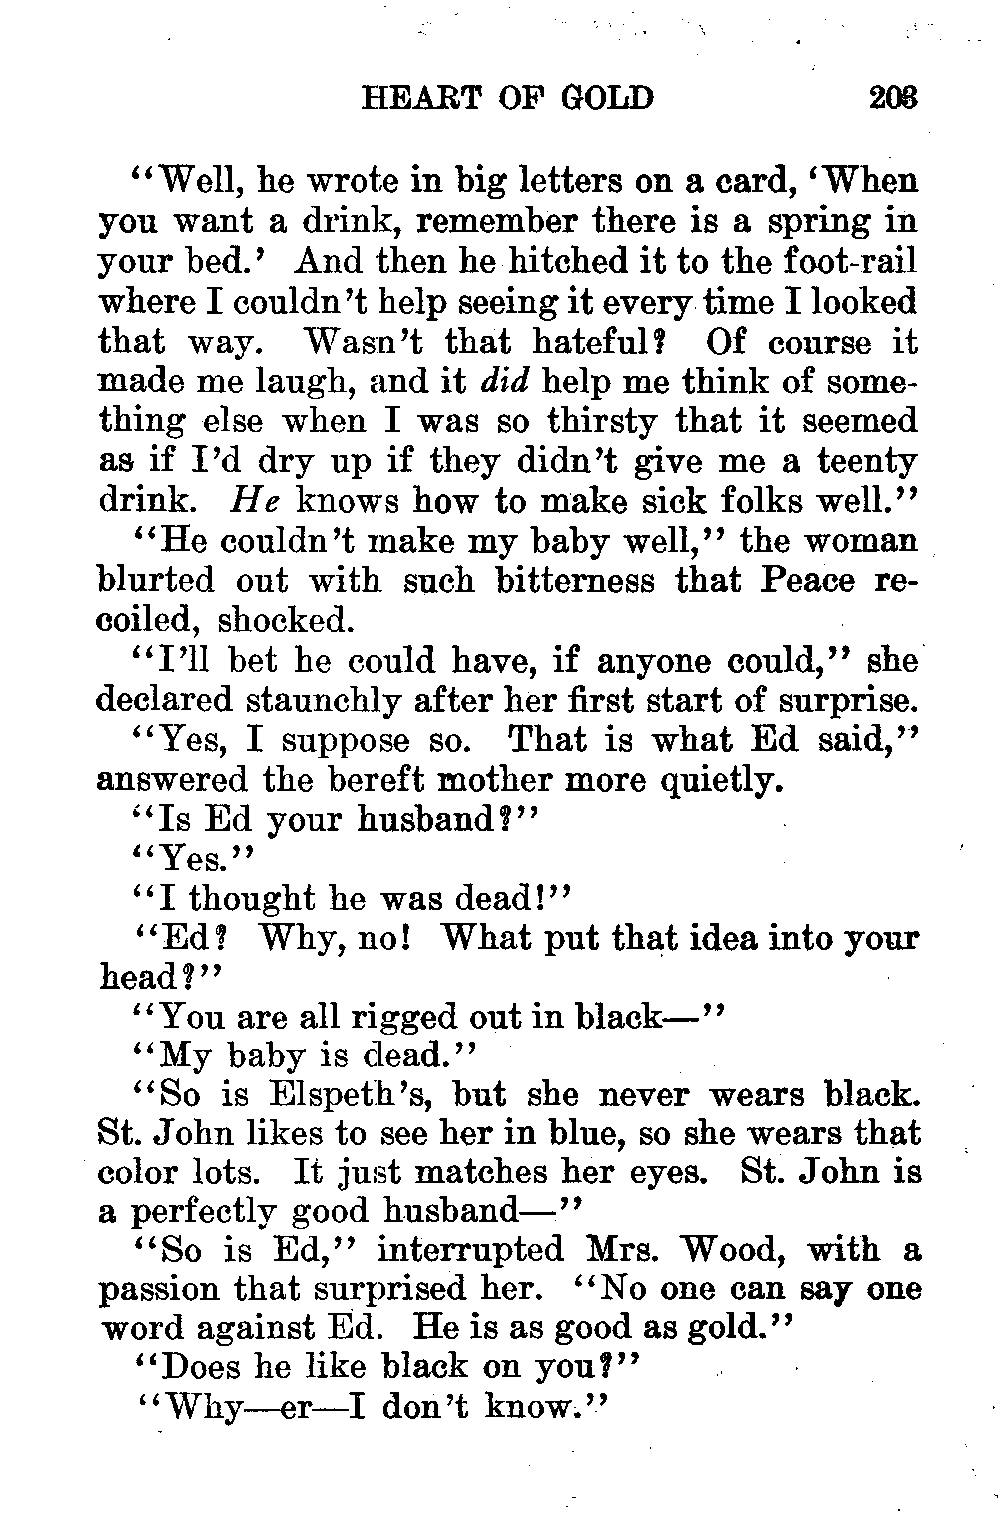 HEART OF GOLD 203
"Well, he wrote in big letters on a card, 'When
you want a drink, remember there is a spring in
your bed.' And then he hitched it to the foot-rail
where I couldn't help seeing it every time I looked
that way. Wasn't that hateful? Of course it
made me laugh, and it did help me think of some-
thing else when I was so thirsty that it seemed
as if I'd dry up if they didn't give me a teenty
drink. He knows how to make sick folks well."
"He couldn't make my baby well," the woman
blurted out with such bitterness that Peace re-
coiled, shocked.
"I'll bet he could have, if anyone could," she
declared staunchly after her first start of surprise.
"Yes, I suppose so. That is what Ed said,"
answered the bereft mother more quietly.
"Is Ed your husband?"
"Yes."
"I thought he was dead!"
"Ed? Why, no! What put that idea into your
head?"
"You are all rigged out in black—"
"My baby is dead."
"So is Elspeth's, but she never wears black.
St. John likes to see her in blue, so she wears that
color lots. It just matches her eyes. St. John is
a perfectly good husband—"
"So is Ed," interrupted Mrs. Wood, with a
passion that surprised her. "No one can say one
word against Ed. He is as good as gold."
"Does he like black on you?"
"Why—er—I don't know."